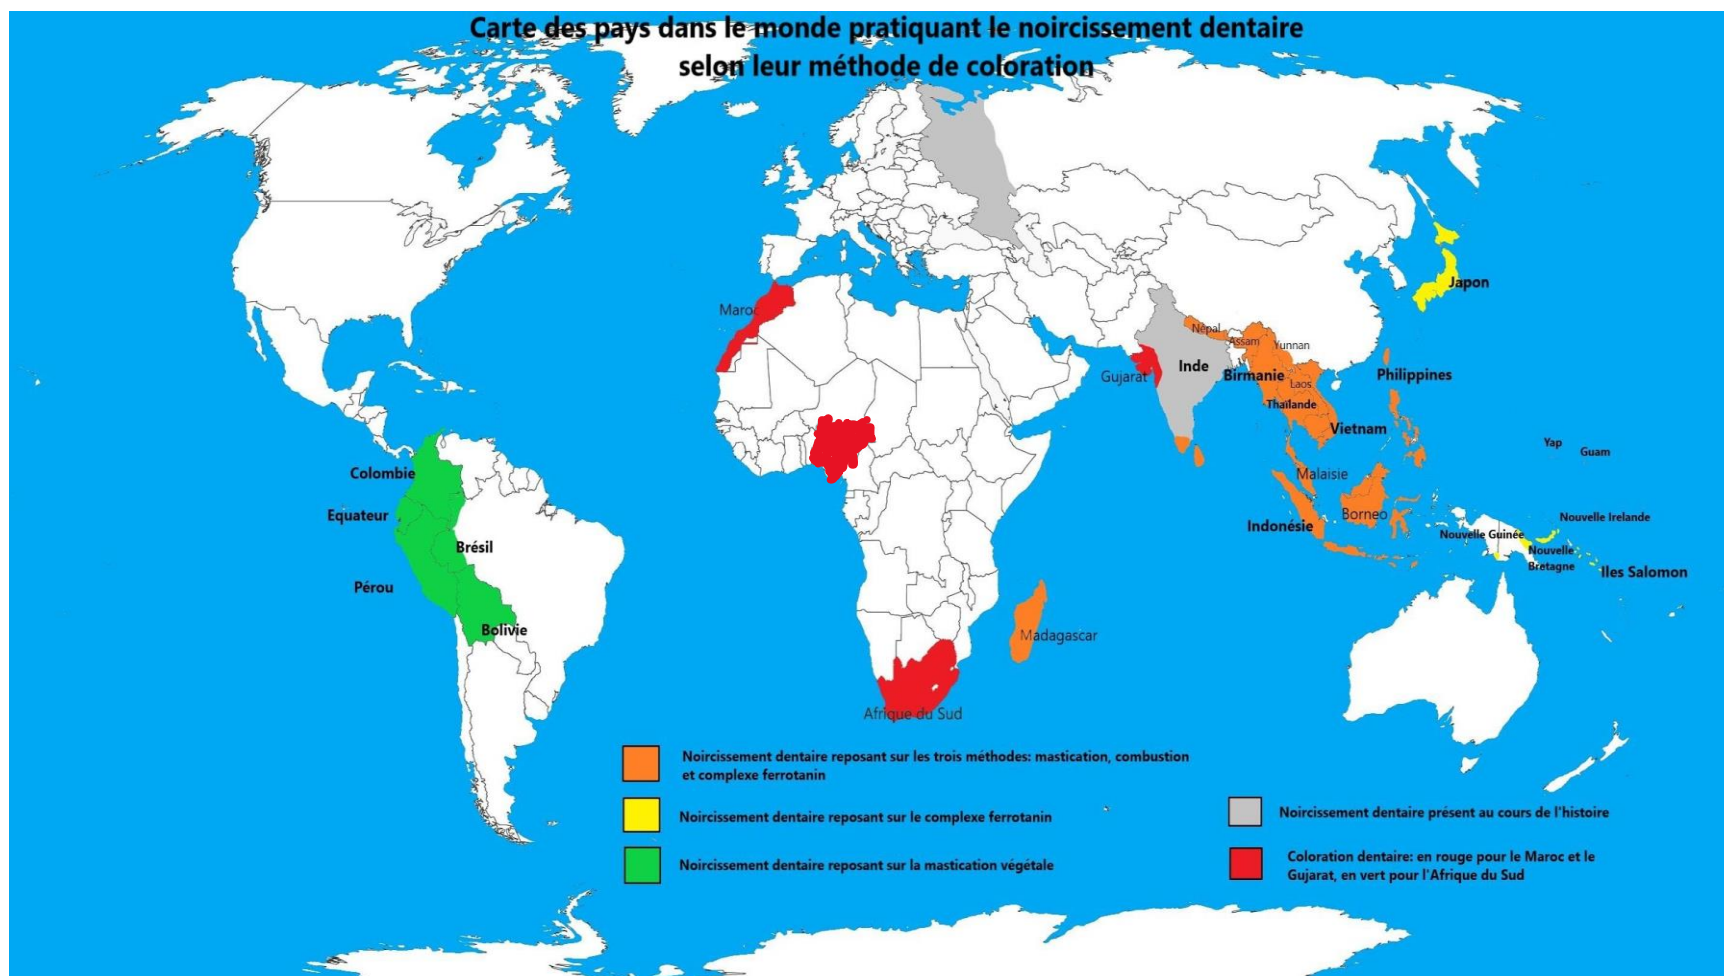 Carte des pays dans le monde pratiquant le noircissement dentaire
selon leur méthode de coloration
Maroc
Japon
Népal
Assam
Yunnan
Gujarat
Inde
Birmanie
Laos
Philippines
Thaïlande
Vietnam
Yap
Guam
Colombie
Malaisie
Equateur
Borneo
Indonésie
Nouvelle Irelande
Nouvelle Guinée
Brésil
Nouvelle
Bretagne
Iles Salomon
Pérou
Bolivie
Madagascar
Afrique du Sud
Noircissement dentaire reposant sur les trois méthodes: mastication, combustion
et complexe ferrotanin
Noircissement dentaire reposant sur le complexe ferrotanin
Noircissement dentaire reposant sur la mastication végétale
Noircissement dentaire présent au cours de l'histoire
Coloration dentaire: en rouge pour le Maroc et le
Gujarat, en vert pour l'Afrique du Sud